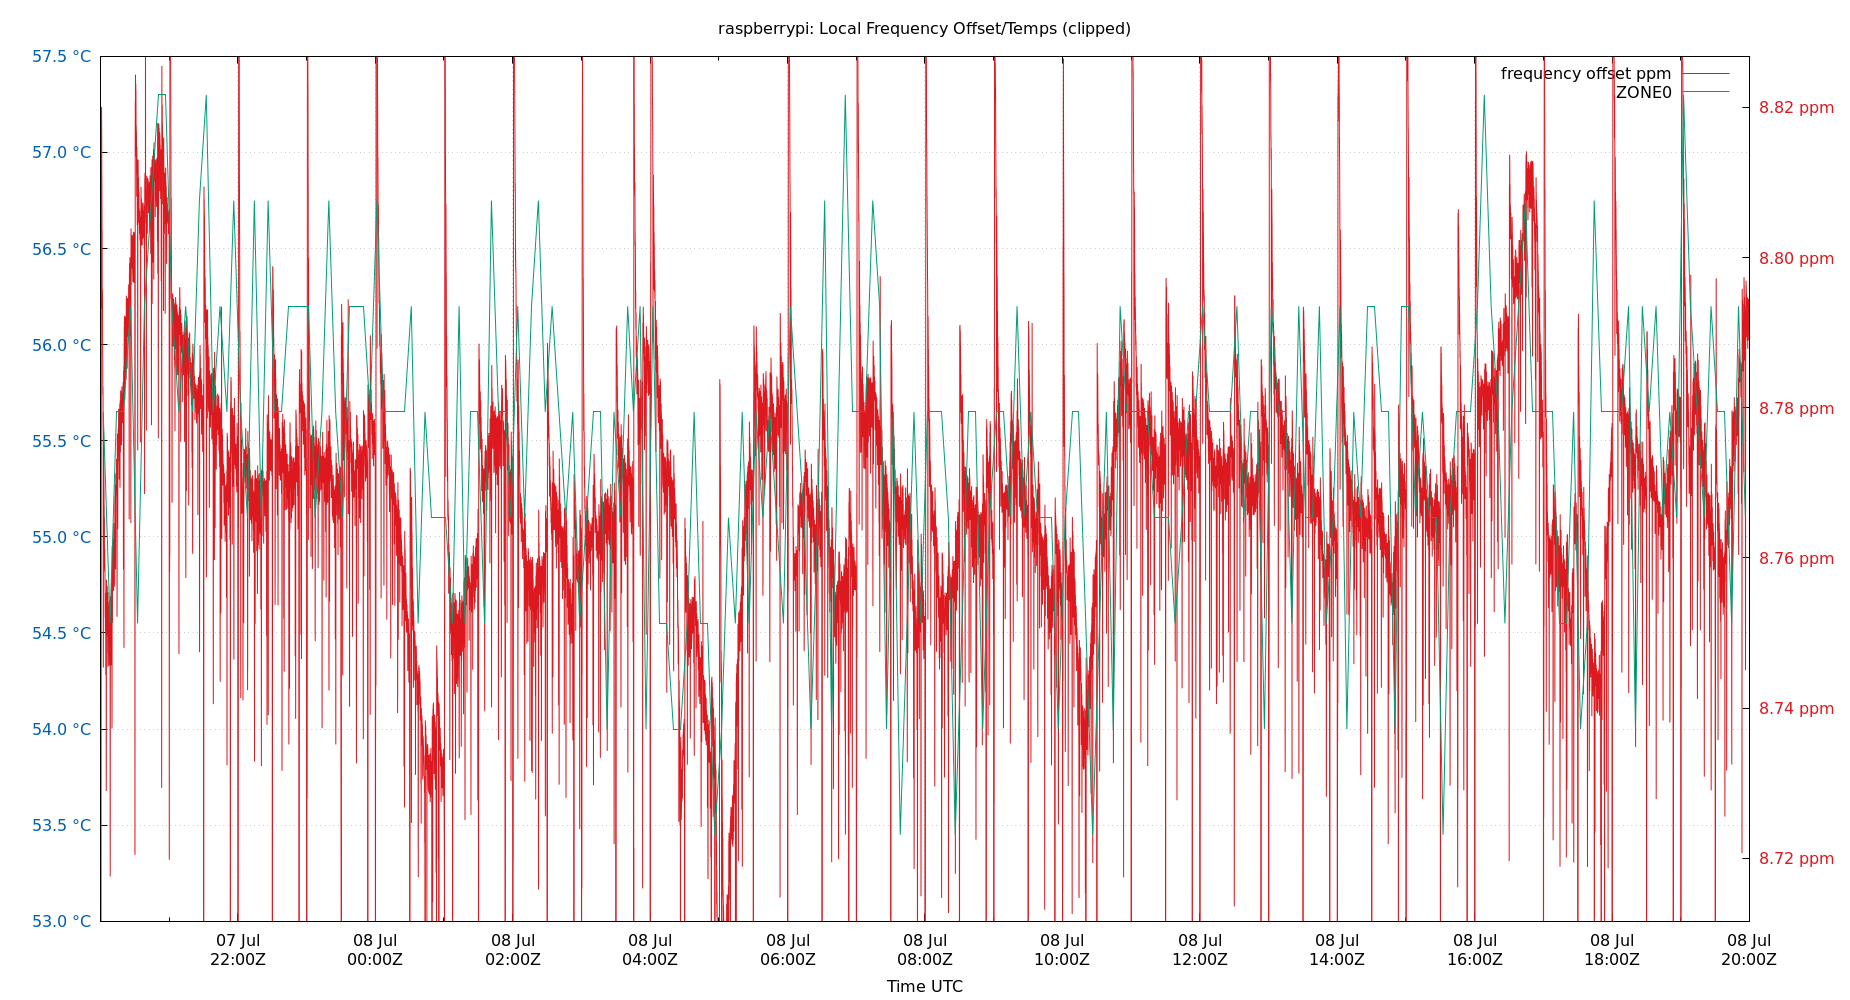 raspberrypi: Local Frequency Offset/Temps (clipped)
frequency offset ppm
ZONE0
57.5 °C
57.0 °C
56.5 °C
56.0 °C
55.5 °C
55.0 °C
54.5 °C
54.0 °C
53.5 °C
53.0 °C
8.82 ppm
8.80 ppm
8.78 ppm
8.76 ppm
8.74 ppm
8.72 ppm
07 Jul 08 Jul 08 Jul 08 Jul 08 Jul 08 Jul 08 Jul 08 Jul 08 Jul 08 Jul 08 Jul 08 Jul
22:00Z 00:00Z 02:00Z 04:00Z 06:00Z 08:00Z 10:00Z 12:00Z 14:00Z 16:00Z 18:00Z 20:00Z
Time UTC